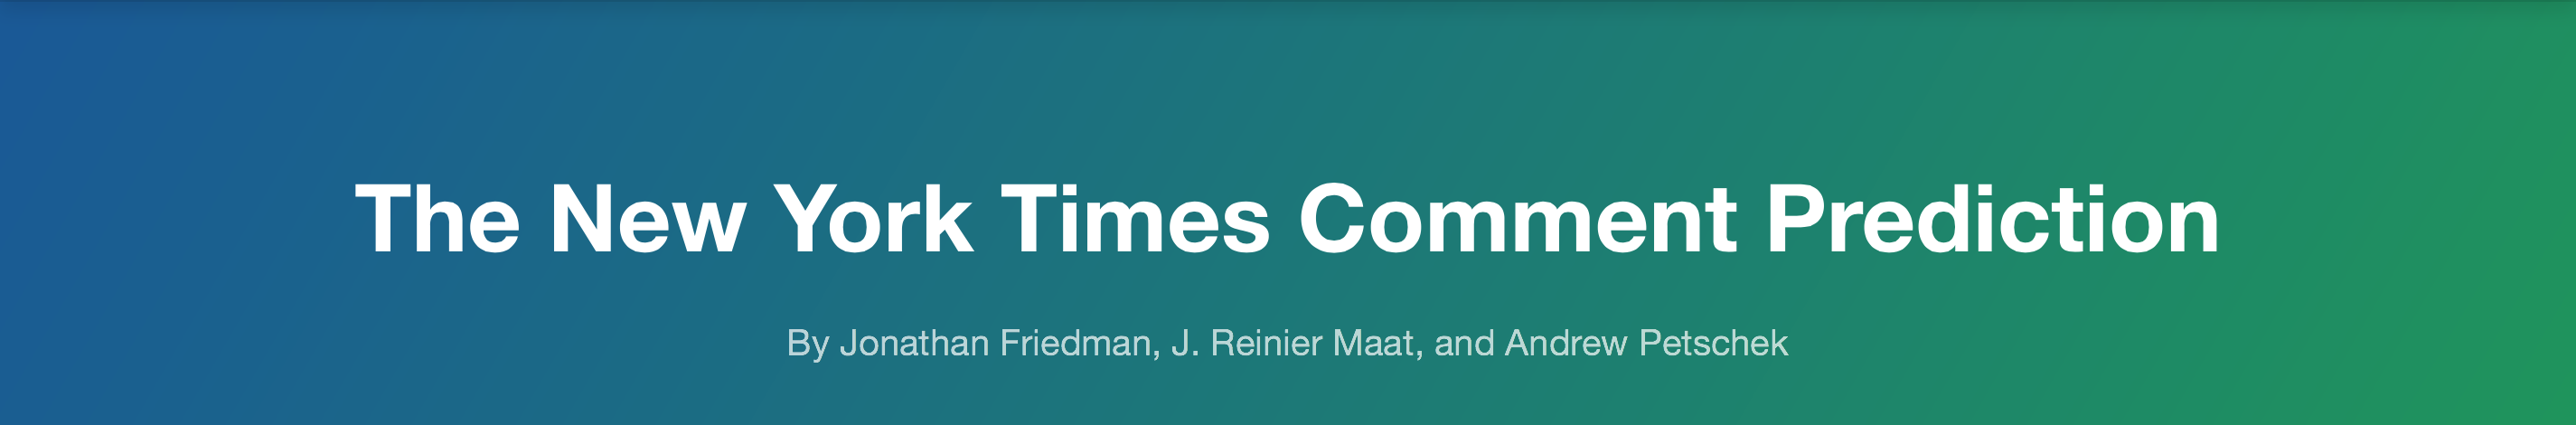 The New York Times Comment Prediction
By Jonathan Friedman, J. Reinier Maat, and Andrew Petschek